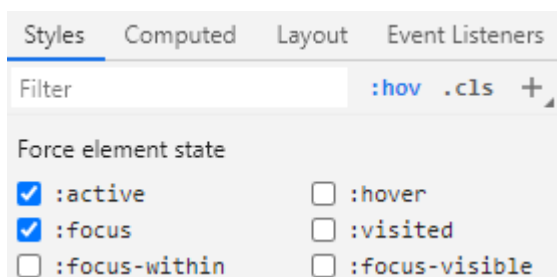 Styles Computed Layout Event Listeners
Filter :hov .cls +
Force element state
:active :hover
:focus :visited
:focus-within :focus-visible